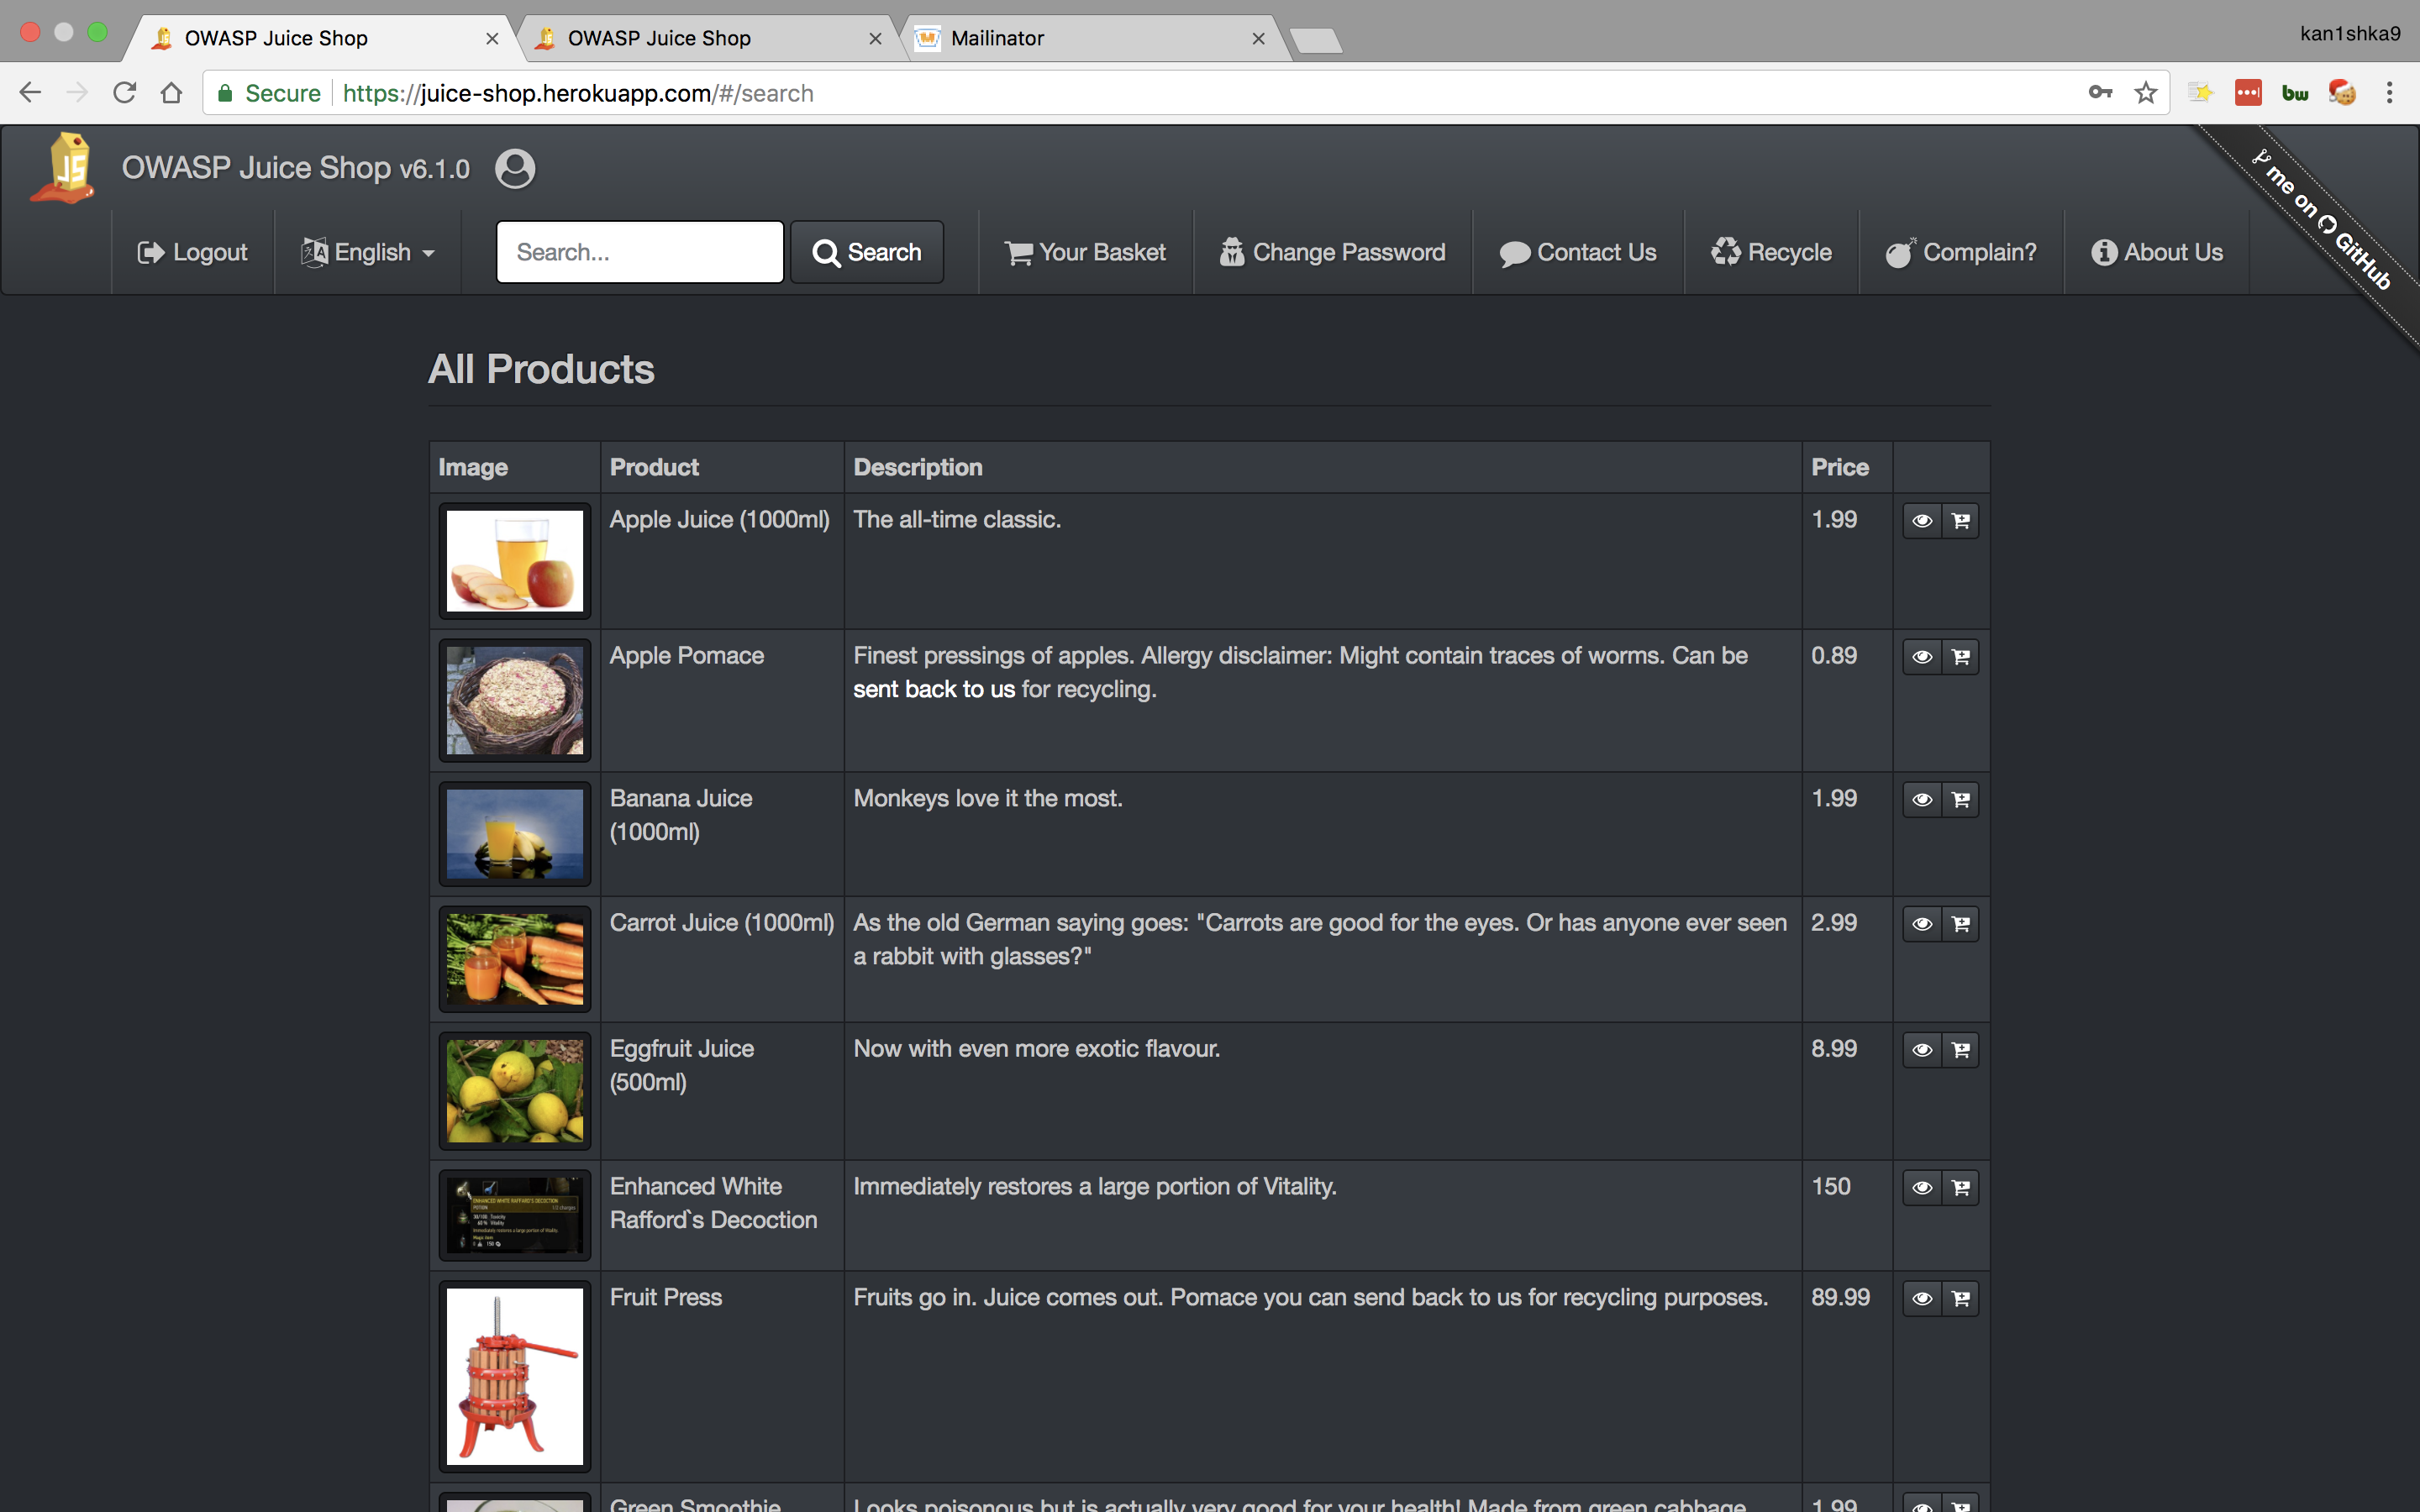 OWASP Juice Shop
OWASP Juice Shop
Mailinator
kan1shka9
Secure https://juice-shop.herokuapp.com/#/search
bw
JS
OWASP Juice Shop v6.1.0
me on GitHub
Logout
English
Search...
Search
Your Basket
Change Password
Contact Us
Recycle
Complain?
About Us
All Products
Image Product Description Price
Apple Juice (1000ml) The all-time classic. 1.99
Apple Pomace Finest pressings of apples. Allergy disclaimer: Might contain traces of worms. Can be 0.89
sent back to us for recycling.
Banana Juice Monkeys love it the most. 1.99
(1000ml)
Carrot Juice (1000ml) As the old German saying goes: "Carrots are good for the eyes. Or has anyone ever seen 2.99
a rabbit with glasses?"
Eggfruit Juice Now with even more exotic flavour. 8.99
(500ml)
Enhanced White Immediately restores a large portion of Vitality. 150
Rafford`s Decoction
ENHANCED WHITE RAFFARD'S DECOCTION
Fruit Press Fruits go in. Juice comes out. Pomace you can send back to us for recycling purposes. 89.99
Green Smoothie Looks poisonous but is actually very good for your health! Made from green cabbage, 1.99